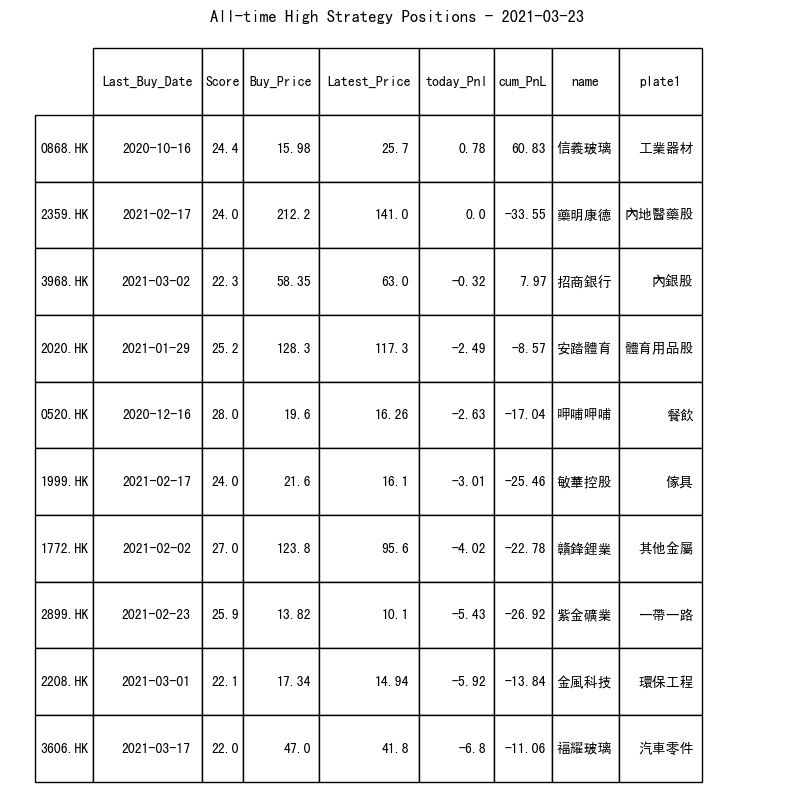 All-time High Strategy Positions - 2021-03-23
Last_Buy_Date Score Buy_Price Latest_Price today_Pnl cum_PnL name plate1
0868.HK 2020-10-16 24.4 15.98 25.7 0.78 60.83 信義玻璃 工業器材
2359.HK 2021-02-17 24.0 212.2 141.0 0.0 -33.55 藥明康德 內地醫藥股
3968.HK 2021-03-02 22.3 58.35 63.0 -0.32 7.97 招商銀行 內銀股
2020.HK 2021-01-29 25.2 128.3 117.3 -2.49 -8.57 安踏體育 體育用品股
0520.HK 2020-12-16 28.0 19.6 16.26 -2.63 -17.04 呷哺呷哺 餐飲
1999.HK 2021-02-17 24.0 21.6 16.1 -3.01 -25.46 敏華控股 傢具
1772.HK 2021-02-02 27.0 123.8 95.6 -4.02 -22.78 贛鋒鋰業 其他金屬
2899.HK 2021-02-23 25.9 13.82 10.1 -5.43 -26.92 紫金礦業 一帶一路
2208.HK 2021-03-01 22.1 17.34 14.94 -5.92 -13.84 金風科技 環保工程
3606.HK 2021-03-17 22.0 47.0 41.8 -6.8 -11.06 福耀玻璃 汽車零件